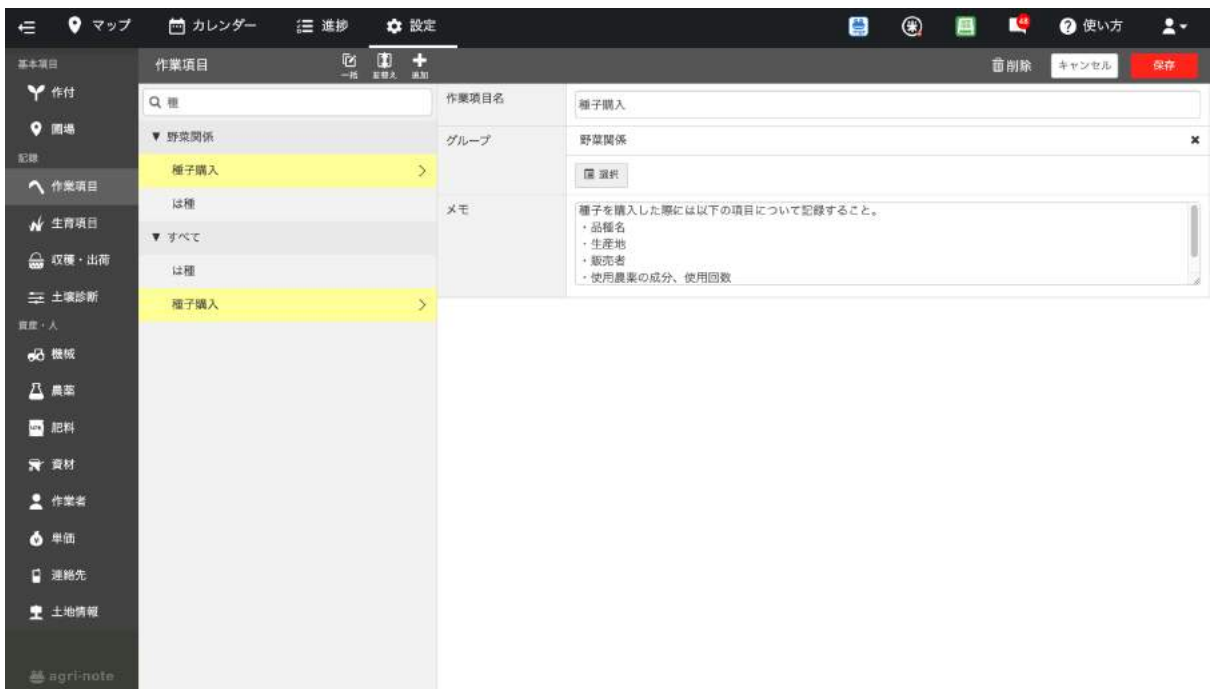 マップ
カレンダー
進捗
設定
使い方
基本項目
作付
圃場
記録
作業項目
生育項目
収穫・出荷
土壌診断
資産・人
機械
農薬
肥料
資材
作業者
単価
連絡先
土地情報
agri-note
作業項目
一括
並替え
追加
種
▼ 野菜関係
種子購入
は種
▼ すべて
は種
種子購入
削除
キャンセル
保存
作業項目名
種子購入
グループ
野菜関係
選択
メモ
種子を購入した際には以下の項目について記録すること。
・品種名
・生産地
・販売者
・使用農薬の成分、使用回数